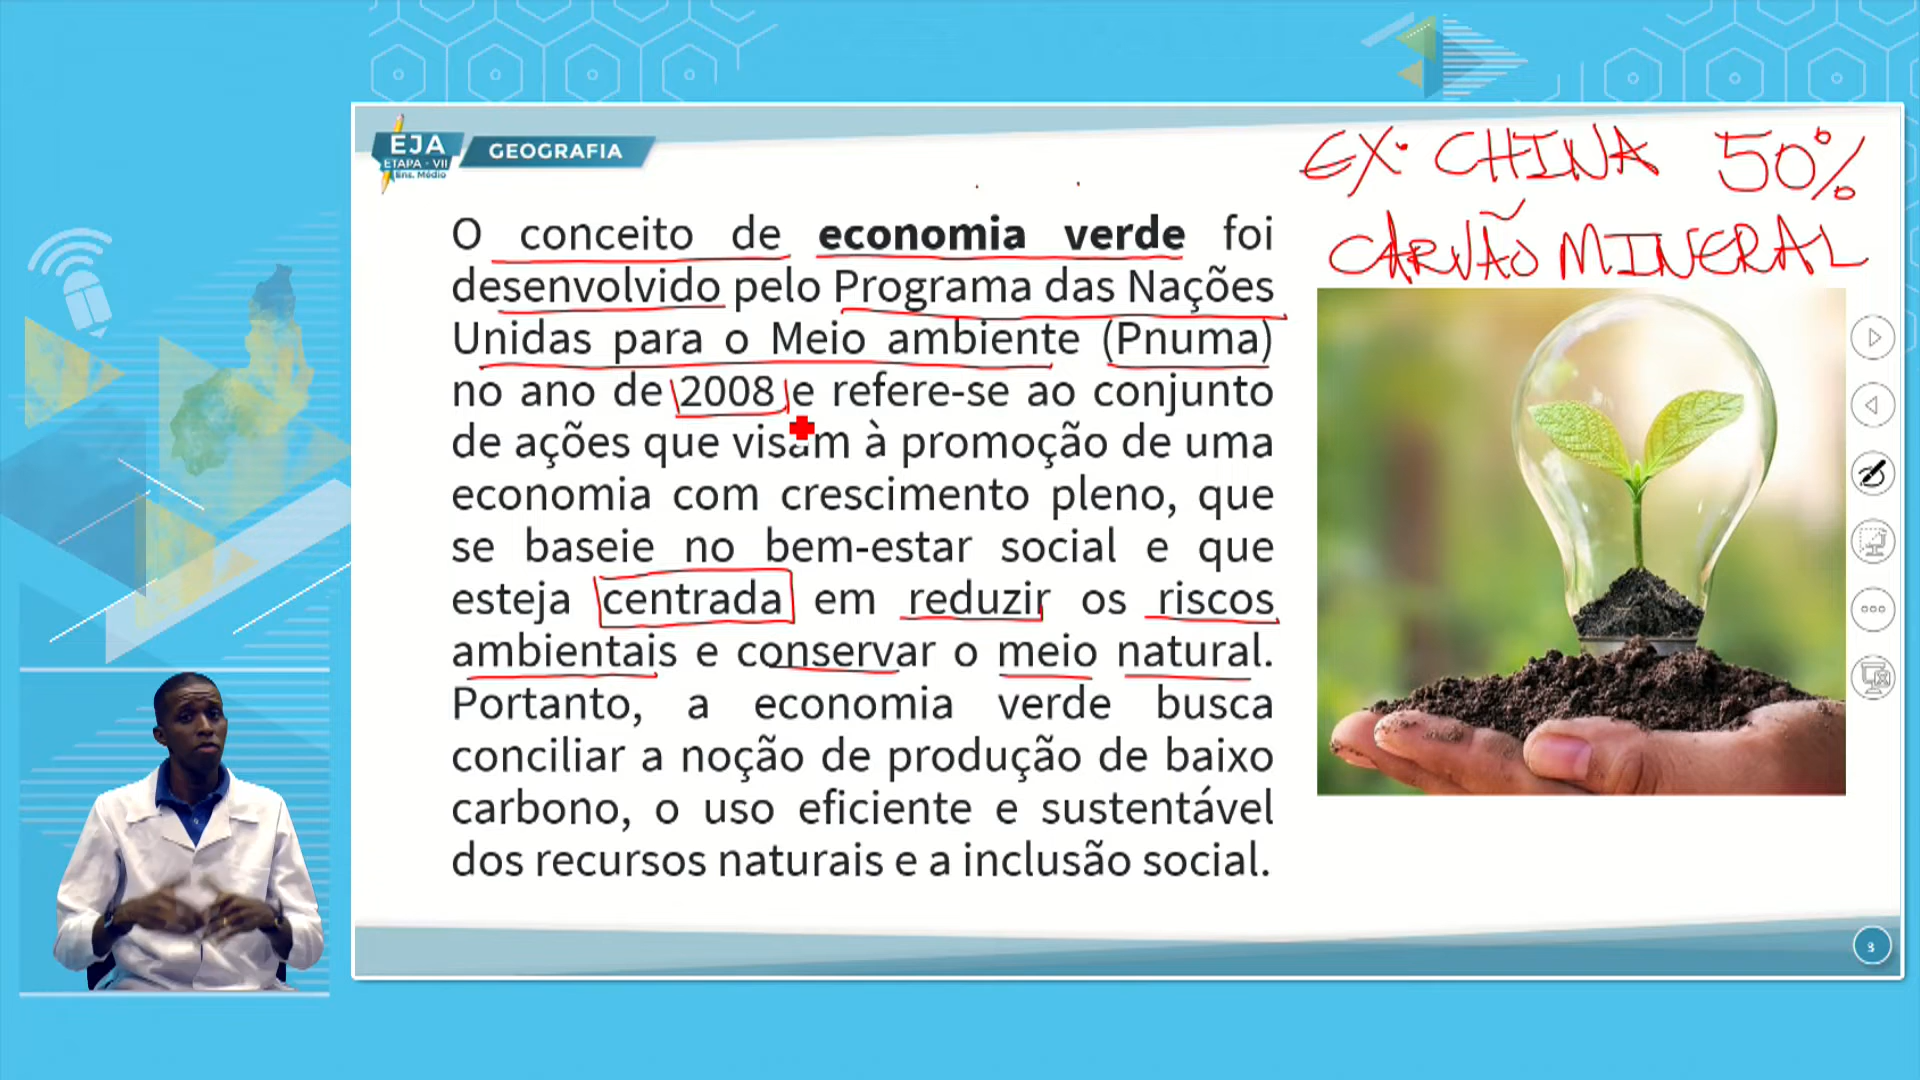 EJA
ETAPA - VII
Ens. Médio
GEOGRAFIA
EX. CHINA 50%
CARVÃO MINERAL
O conceito de economia verde foi
desenvolvido pelo Programa das Nações
Unidas para o Meio ambiente (Pnuma)
no ano de 2008 e refere-se ao conjunto
de ações que visam à promoção de uma
economia com crescimento pleno, que
se baseie no bem-estar social e que
esteja centrada em reduzir os riscos
ambientais e conservar o meio natural.
Portanto, a economia verde busca
conciliar a noção de produção de baixo
carbono, o uso eficiente e sustentável
dos recursos naturais e a inclusão social.
3